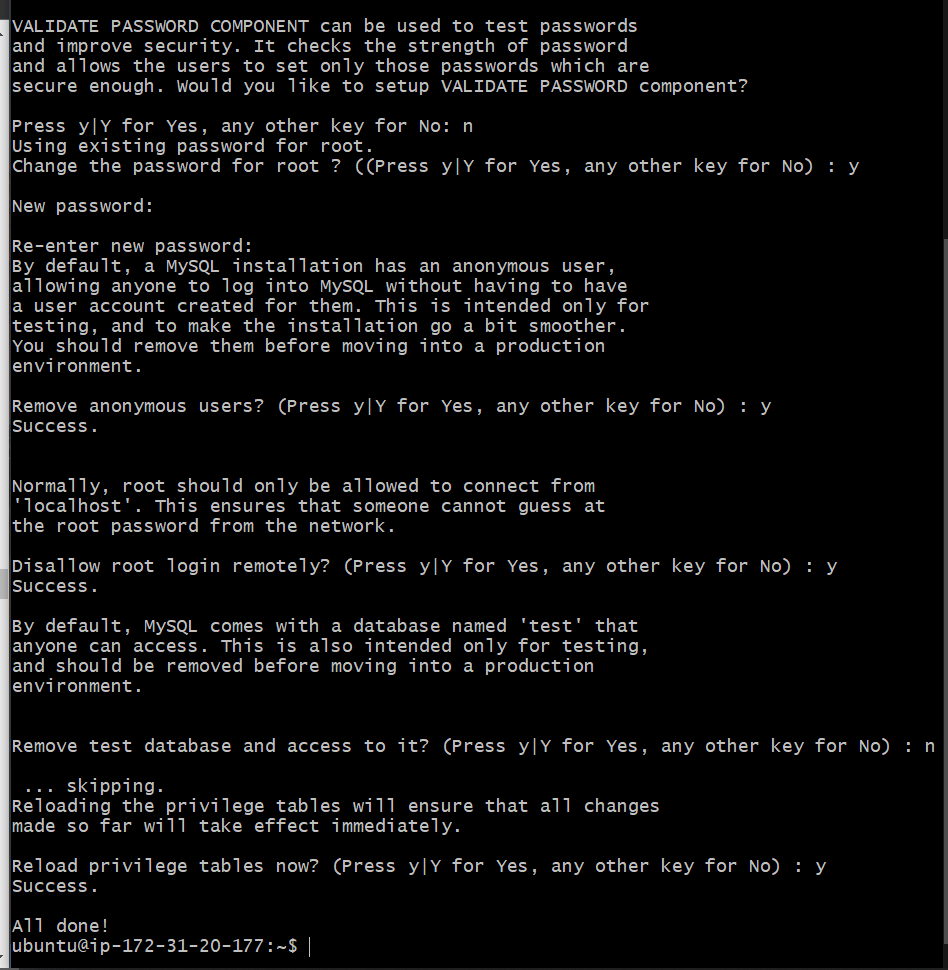 VALIDATE PASSWORD COMPONENT can be used to test passwords
and improve security. It checks the strength of password
and allows the users to set only those passwords which are
secure enough. Would you like to setup VALIDATE PASSWORD component?
Press y|Y for Yes, any other key for No: n
Using existing password for root.
Change the password for root ? ((Press y|Y for Yes, any other key for No) : y
New password:
Re-enter new password:
By default, a MySQL installation has an anonymous user,
allowing anyone to log into MySQL without having to have
a user account created for them. This is intended only for
testing, and to make the installation go a bit smoother.
You should remove them before moving into a production
environment.
Remove anonymous users? (Press y|Y for Yes, any other key for No) : y
Success.
Normally, root should only be allowed to connect from
'localhost'. This ensures that someone cannot guess at
the root password from the network.
Disallow root login remotely? (Press y|Y for Yes, any other key for No) : y
Success.
By default, MySQL comes with a database named 'test' that
anyone can access. This is also intended only for testing,
and should be removed before moving into a production
environment.
Remove test database and access to it? (Press y|Y for Yes, any other key for No) : n
... skipping.
Reloading the privilege tables will ensure that all changes
made so far will take effect immediately.
Reload privilege tables now? (Press y|Y for Yes, any other key for No) : y
Success.
All done!
ubuntu@ip-172-31-20-177:~$